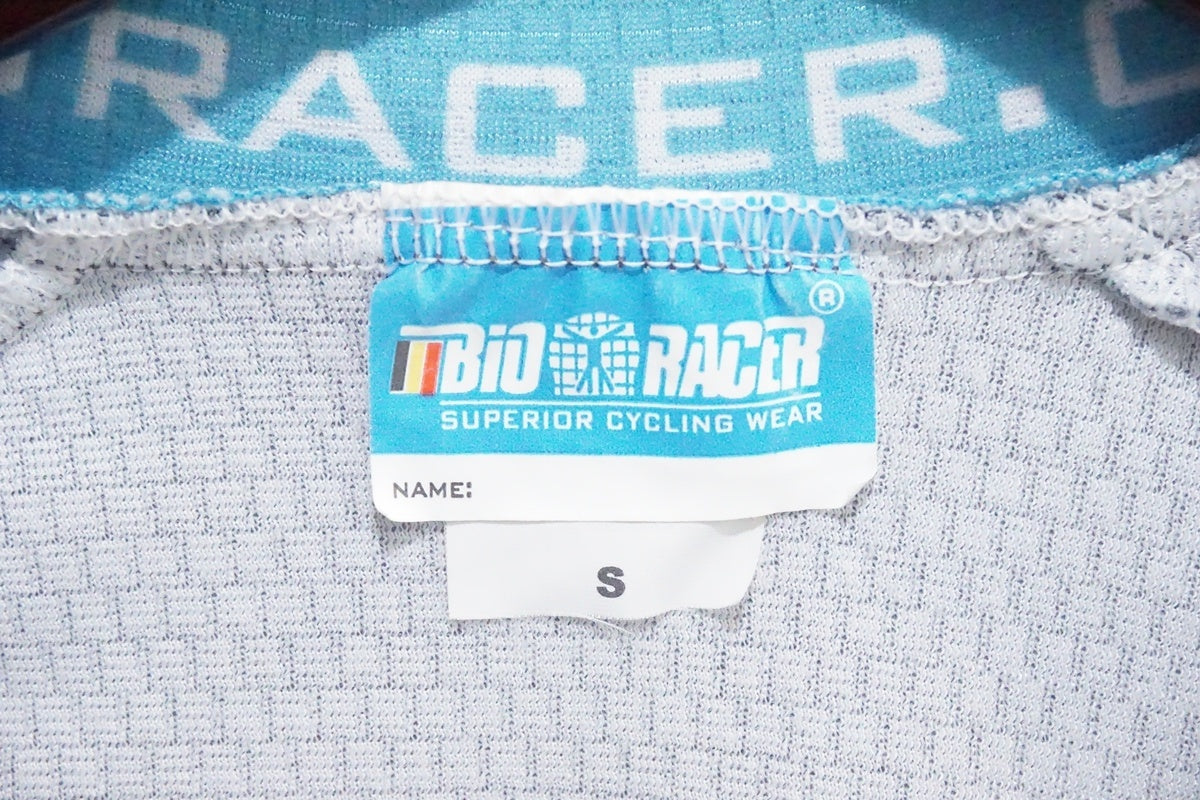 RACER.C
®
BIO RACER
SUPERIOR CYCLING WEAR
NAME:
S